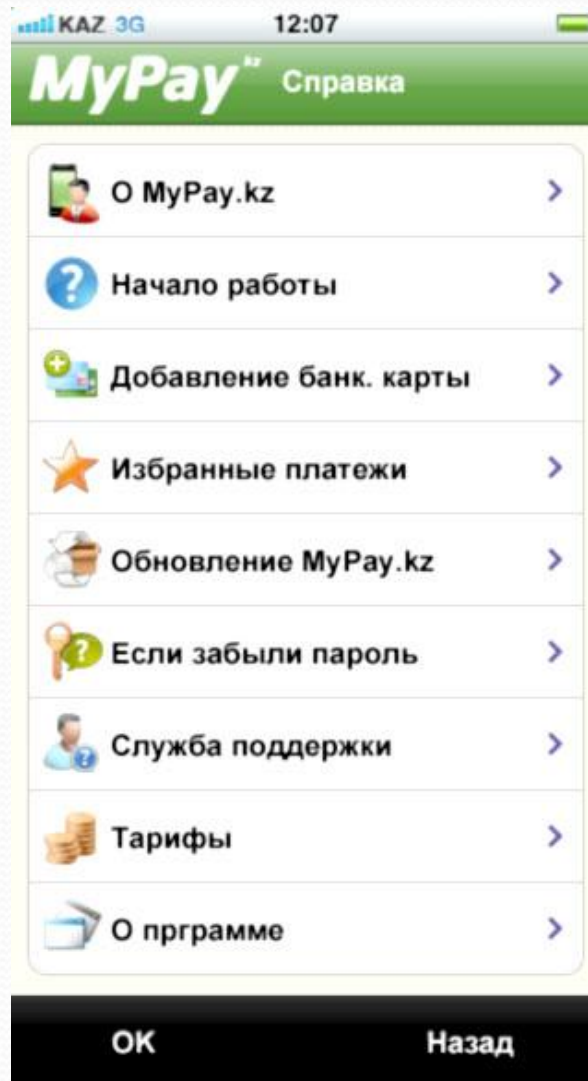 KAZ 3G 12:07
MyPay kz Справка
О MyPay.kz
Начало работы
Добавление банк. карты
Избранные платежи
Обновление MyPay.kz
Если забыли пароль
Служба поддержки
Тарифы
О прграмме
OK Назад